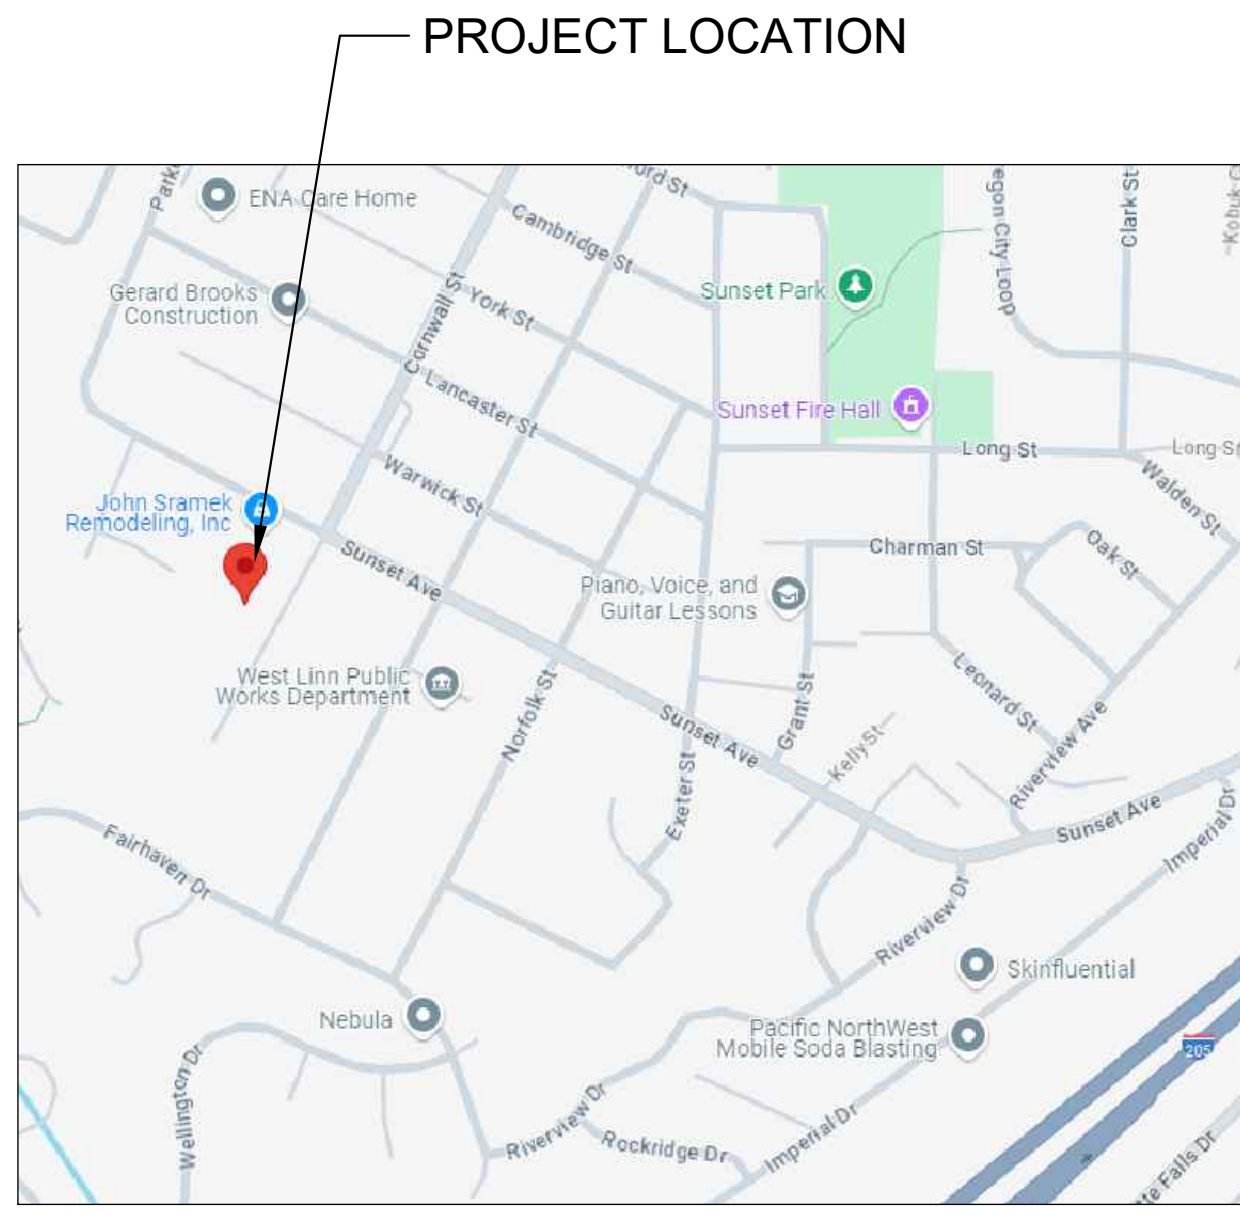 PROJECT LOCATION
ENA Care Home
Cambridge St
Clark St
Gerard Brooks
Construction
Cornwall St
York St
Sunset Park
Lancaster St
Sunset Fire Hall
Long St
Long St
Warwick St
Walden St
John Sramek
Remodeling, Inc
Sunset Ave
Charman St
Oak St
Piano, Voice, and
Guitar Lessons
West Linn Public
Works Department
Norfolk St
Leonard St
Grant St
Sunset Ave
Kelly St
Riverview Ave
Exeter St
Sunset Ave
Imperial Dr
Fairhaven Dr
Riverview Dr
Skinfluential
Nebula
Pacific NorthWest
Mobile Soda Blasting
205
Wellington Dr
Riverview Dr
Rockridge Dr
Imperial Dr
Falls Dr